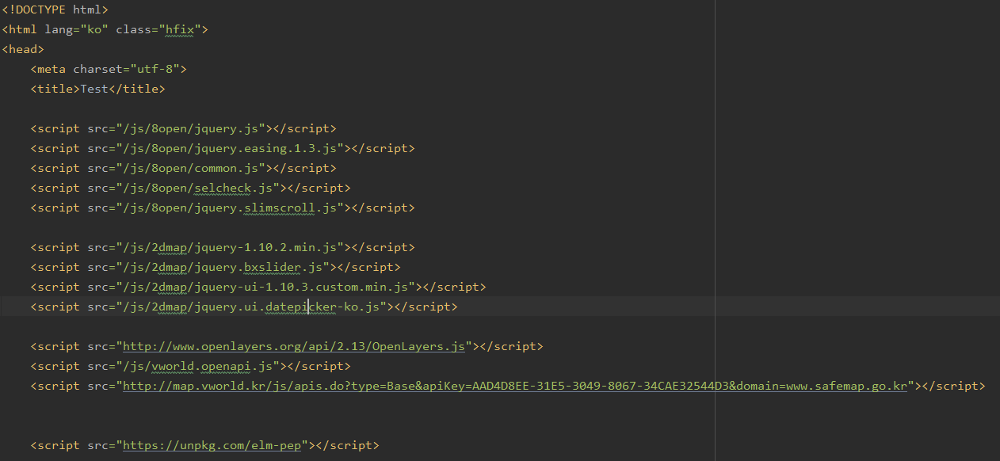 <!DOCTYPE html>
<html lang="ko" class="hfix">
<head>
    <meta charset="utf-8">
    <title>Test</title>

    <script src="/js/8open/jquery.js"></script>
    <script src="/js/8open/jquery.easing.1.3.js"></script>
    <script src="/js/8open/common.js"></script>
    <script src="/js/8open/selcheck.js"></script>
    <script src="/js/8open/jquery.slimscroll.js"></script>

    <script src="/js/2dmap/jquery-1.10.2.min.js"></script>
    <script src="/js/2dmap/jquery.bxslider.js"></script>
    <script src="/js/2dmap/jquery-ui-1.10.3.custom.min.js"></script>
    <script src="/js/2dmap/jquery.ui.datepicker-ko.js"></script>

    <script src="http://www.openlayers.org/api/2.13/OpenLayers.js"></script>
    <script src="/js/vworld.openapi.js"></script>
    <script src="http://map.vworld.kr/js/apis.do?type=Base&apiKey=AAD4D8EE-31E5-3049-8067-34CAE32544D3&domain=www.safemap.go.kr"></script>

    <script src="https://unpkg.com/elm-pep"></script>